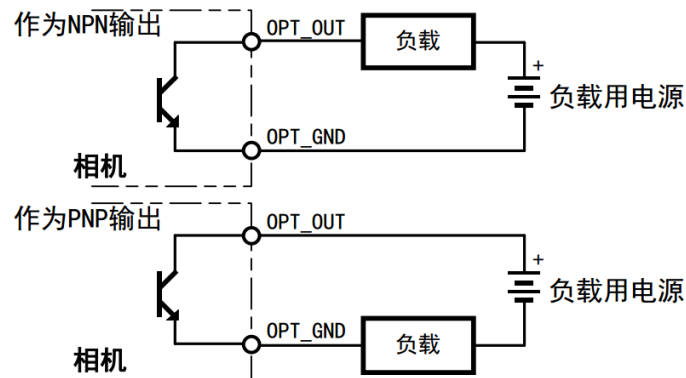 作为NPN输出
OPT_OUT
负载
+
负载用电源
OPT_GND
相机
作为PNP输出
OPT_OUT
+
负载用电源
OPT_GND
负载
相机